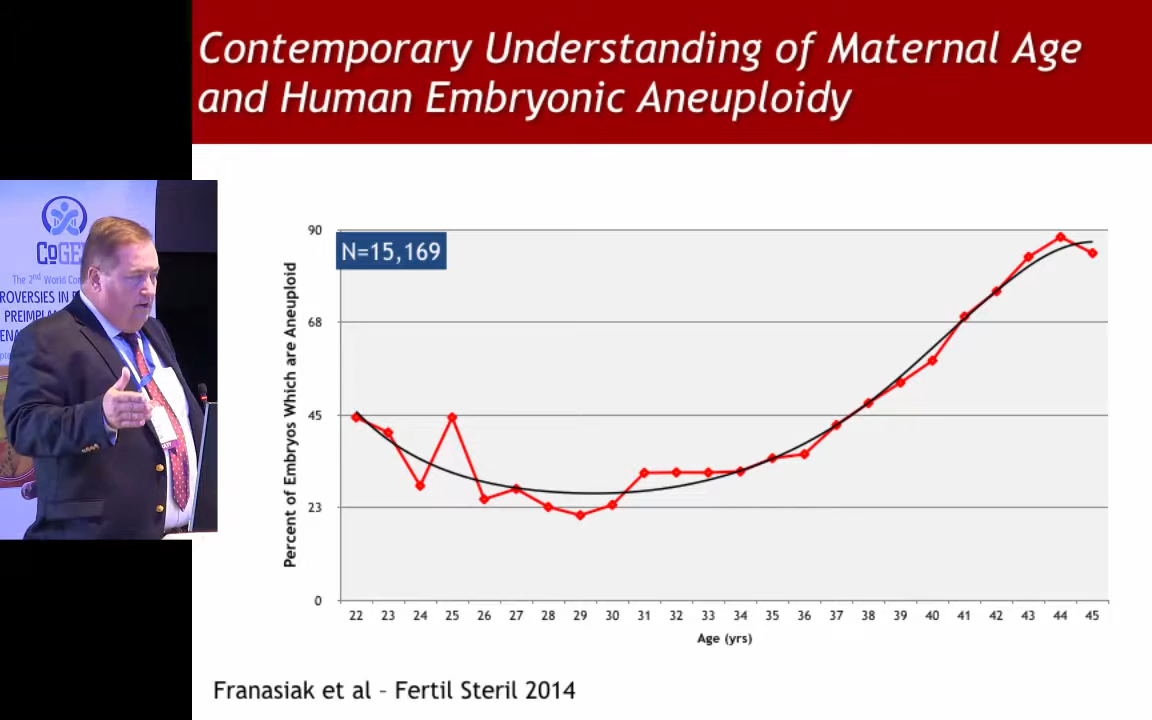 Contemporary Understanding of Maternal Age
and Human Embryonic Aneuploidy
The 2nd World
ROVERSIES IN
PREIMPLA
N=15,169
Percent of Embryos Which are Aneuploid
90
68
45
23
0
22 23 24 25 26 27 28 29 30 31 32 33 34 35 36 37 38 39 40 41 42 43 44 45
Age (yrs)
Franasiak et al – Fertil Steril 2014